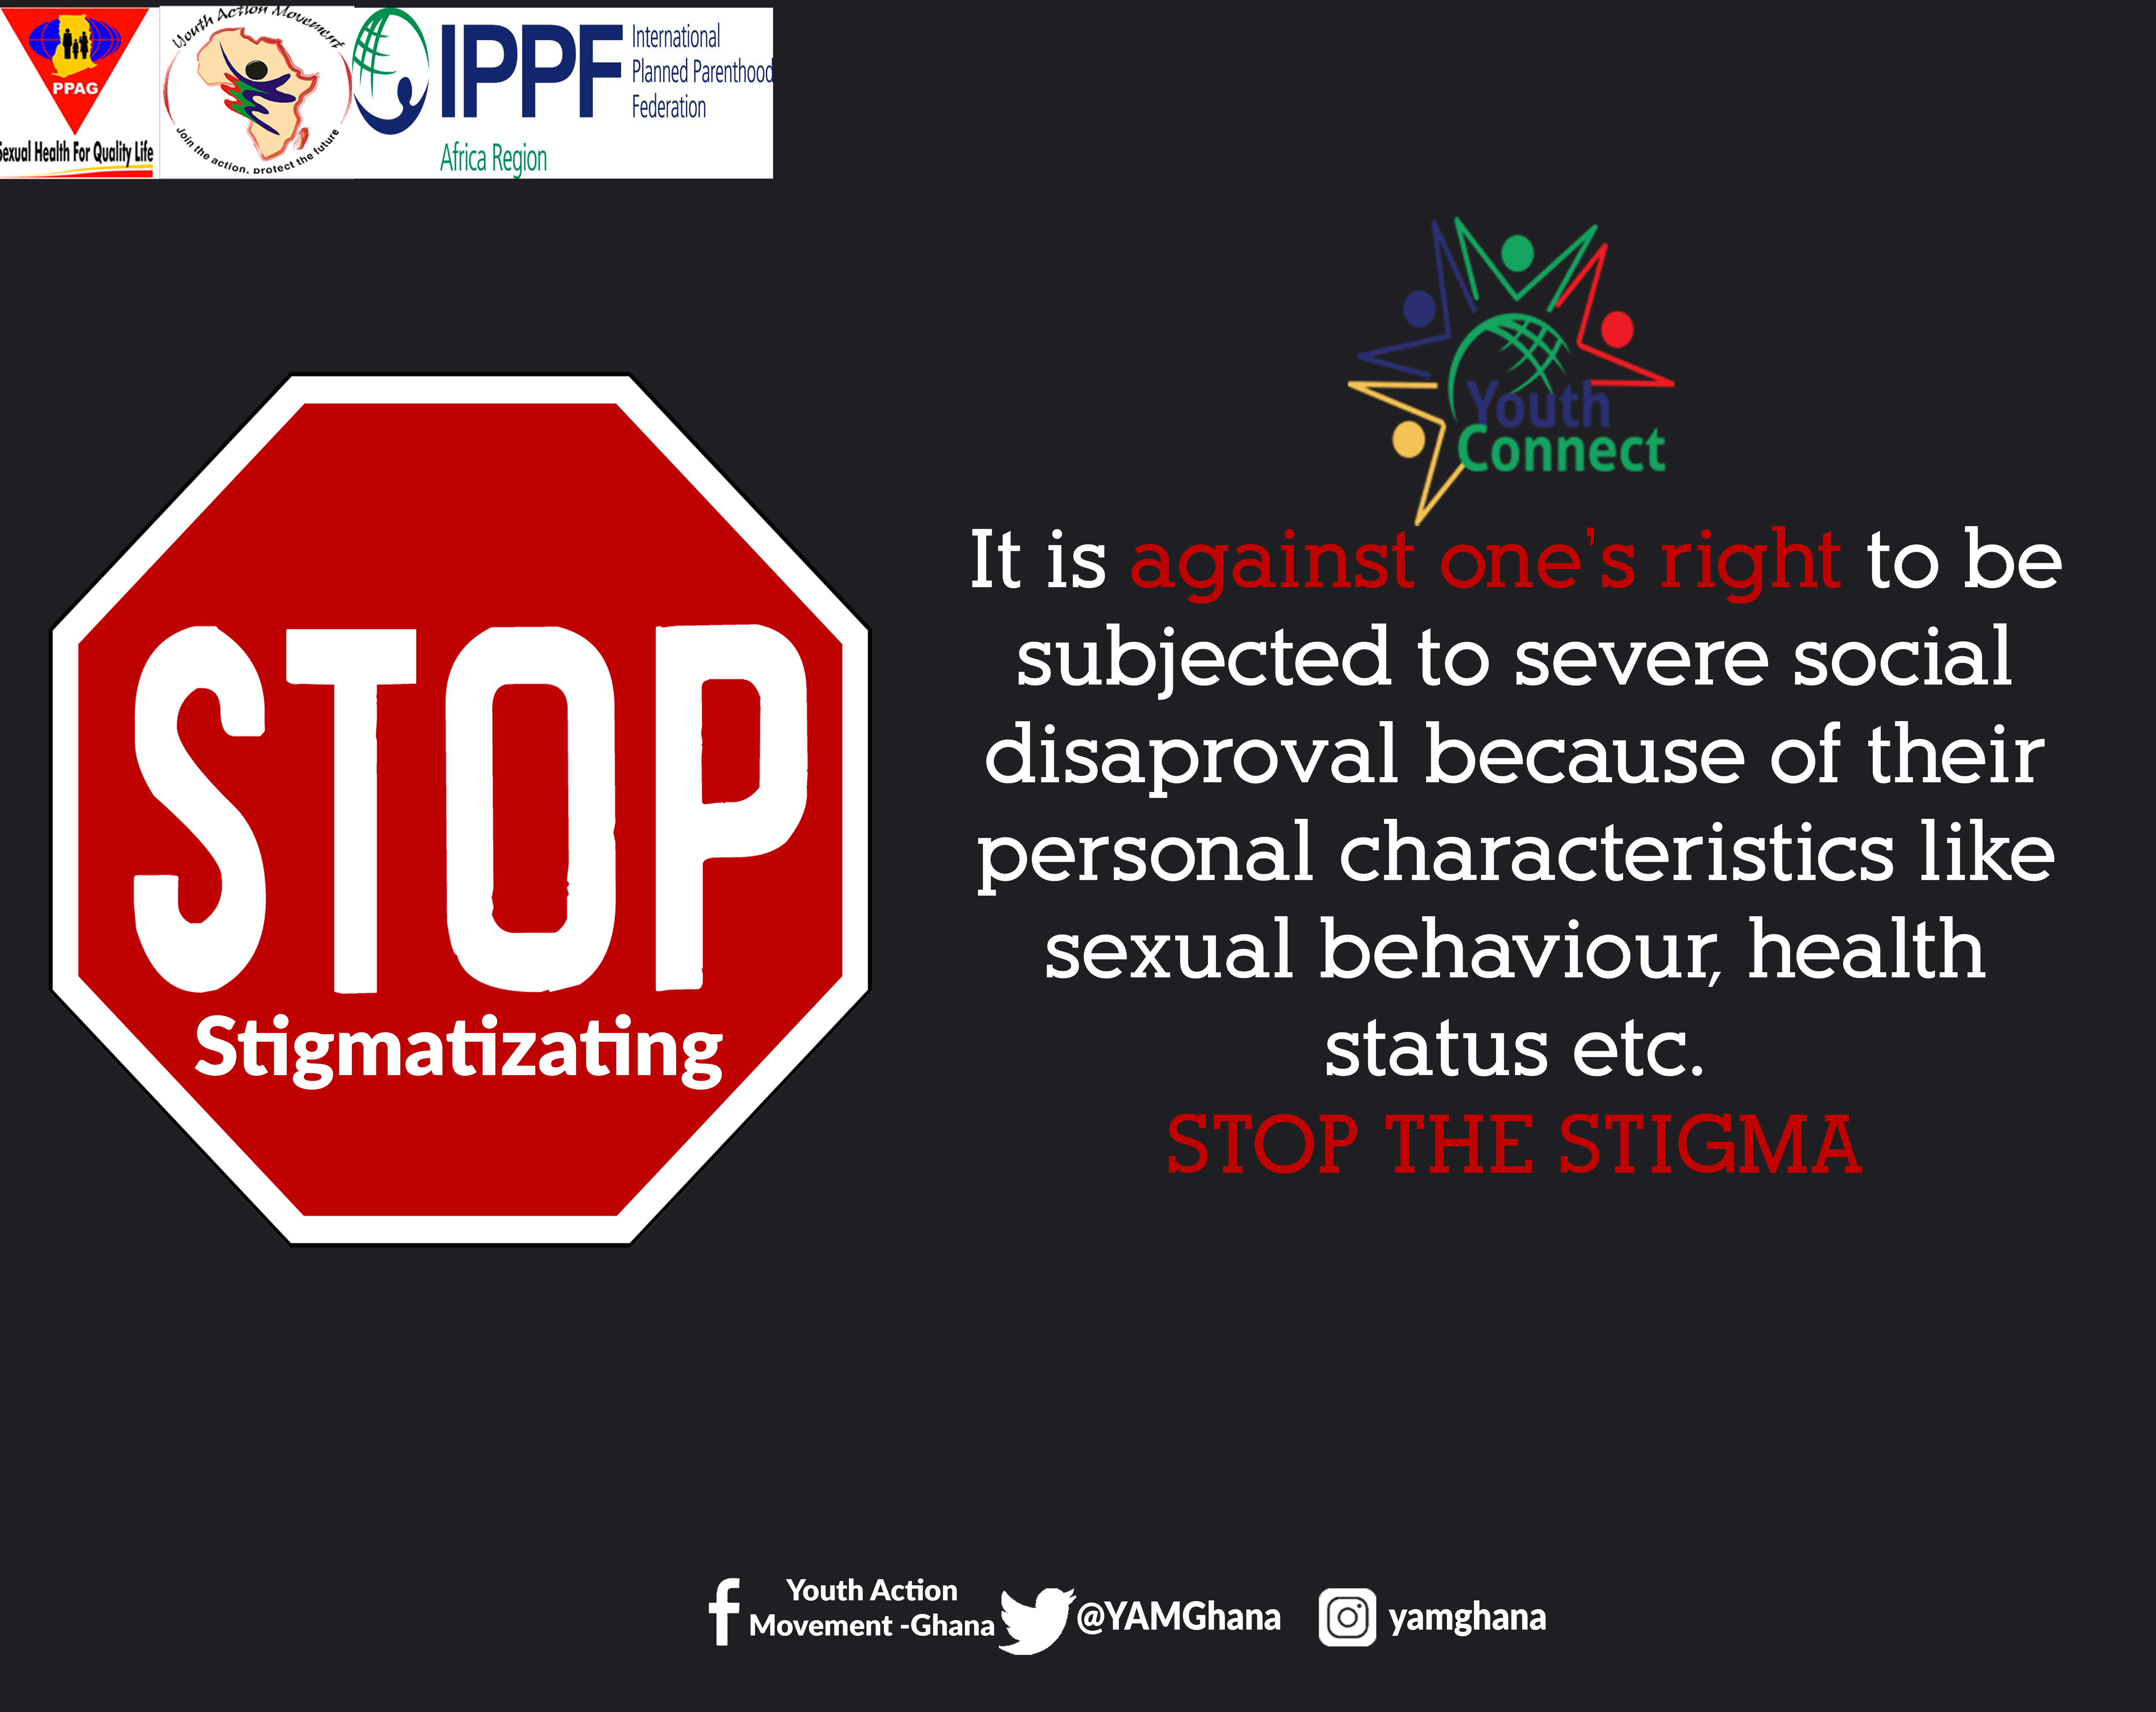 PPAG
Sexual Health For Quality Life
Youth Action Movement
Join the action, protect the future
IPPF
International
Planned Parenthood
Federation
Africa Region
Youth
Connect
STOP
Stigmatizating
It is against one's right to be
subjected to severe social
disaproval because of their
personal characteristics like
sexual behaviour, health
status etc.
STOP THE STIGMA
Youth Action
Movement -Ghana
@YAMGhana
yamghana